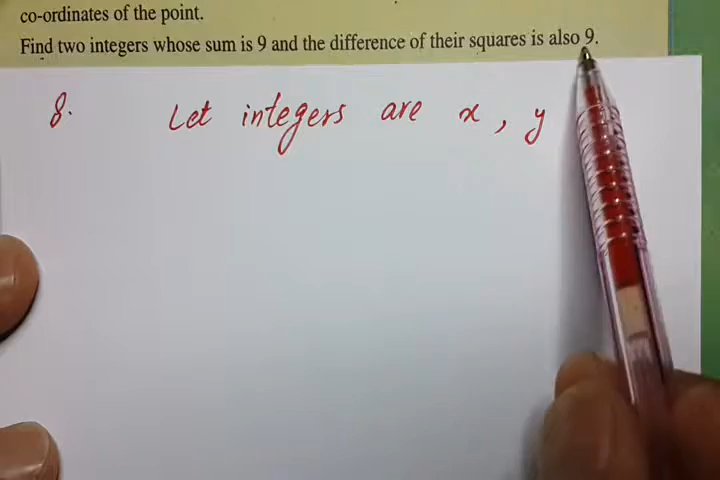 co-ordinates of the point.
Find two integers whose sum is 9 and the difference of their squares is also 9.
8. Let integers are x, y